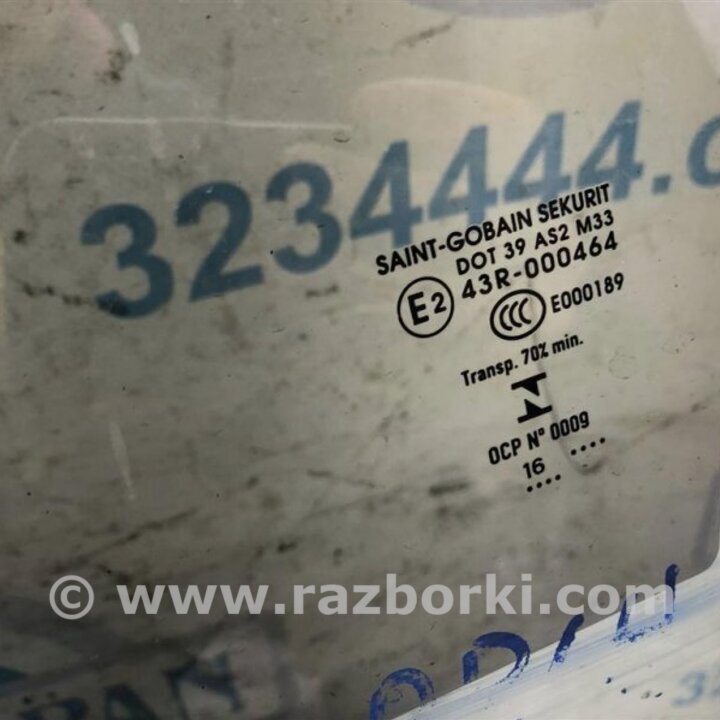 3234444.c
SAINT-GOBAIN SEKURIT
DOT 39 AS2 M33
E2 43R-000464
CCC E000189
Transp. 70% min.
OCP N° 0009
.... 16 ....
© www.razborki.com